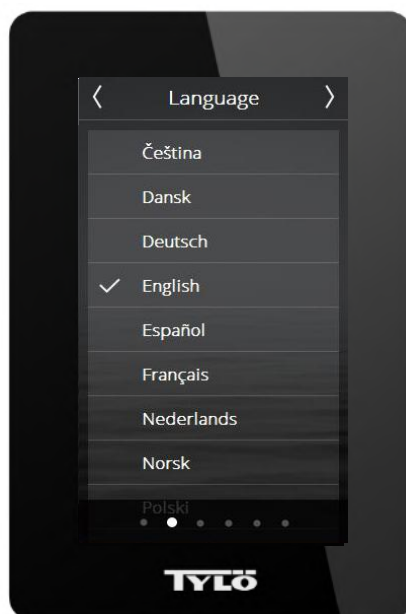 Language
Čeština
Dansk
Deutsch
English
Español
Français
Nederlands
Norsk
Polski
TYLÖ